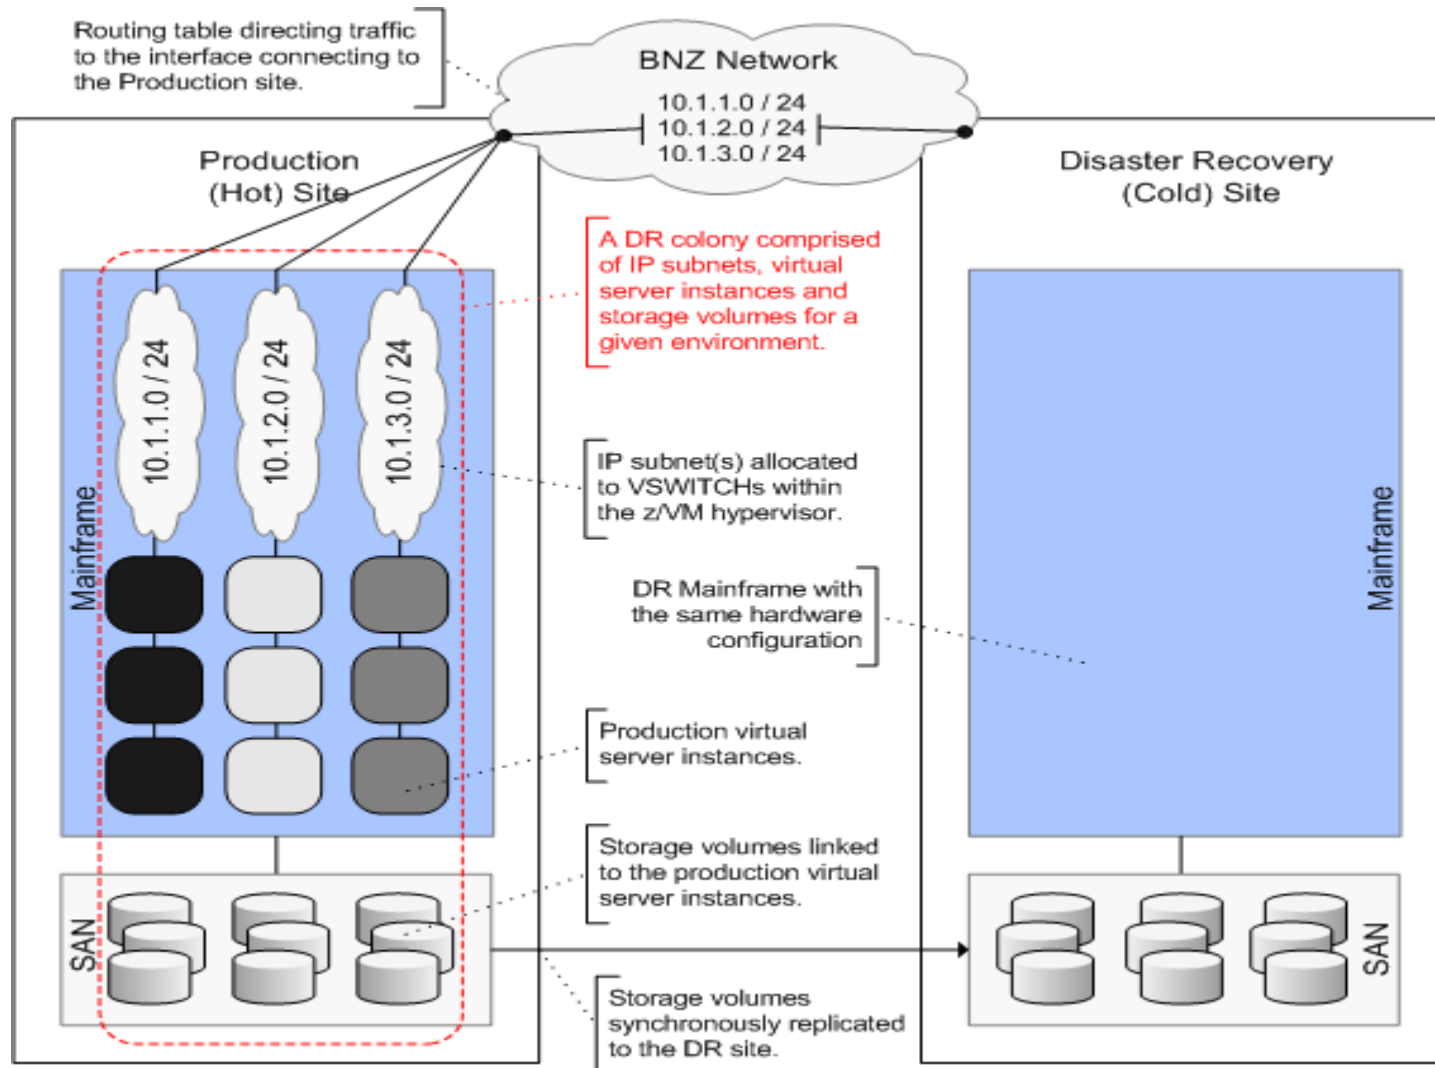 Routing table directing traffic
to the interface connecting to
the Production site.
BNZ Network
10.1.1.0 / 24
10.1.2.0 / 24
10.1.3.0 / 24
Production
(Hot) Site
Disaster Recovery
(Cold) Site
A DR colony comprised
of IP subnets, virtual
server instances and
storage volumes for a
given environment.
10.1.1.0 / 24
10.1.2.0 / 24
10.1.3.0 / 24
IP subnet(s) allocated
to VSWITCHs within
the z/VM hypervisor.
Mainframe
Mainframe
DR Mainframe with
the same hardware
configuration
Production virtual
server instances.
Storage volumes linked
to the production virtual
server instances.
SAN
SAN
Storage volumes
synchronously replicated
to the DR site.